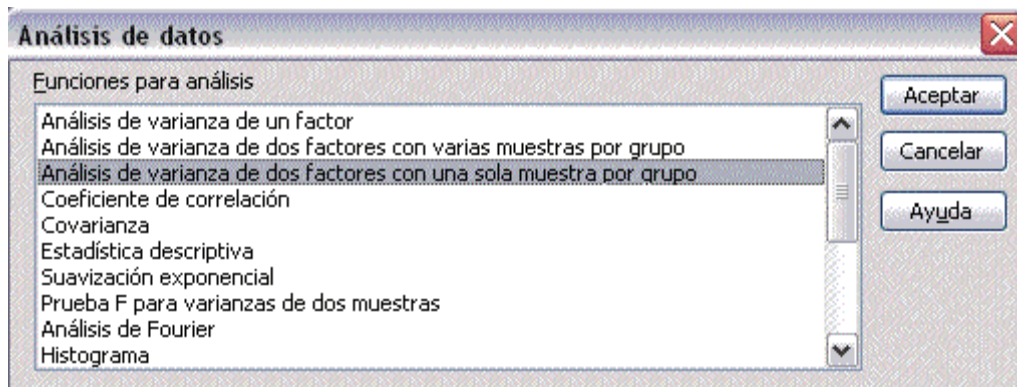 Análisis de datos
Funciones para análisis
Análisis de varianza de un factor
Análisis de varianza de dos factores con varias muestras por grupo
Análisis de varianza de dos factores con una sola muestra por grupo
Coeficiente de correlación
Covarianza
Estadística descriptiva
Suavización exponencial
Prueba F para varianzas de dos muestras
Análisis de Fourier
Histograma
Aceptar
Cancelar
Ayuda